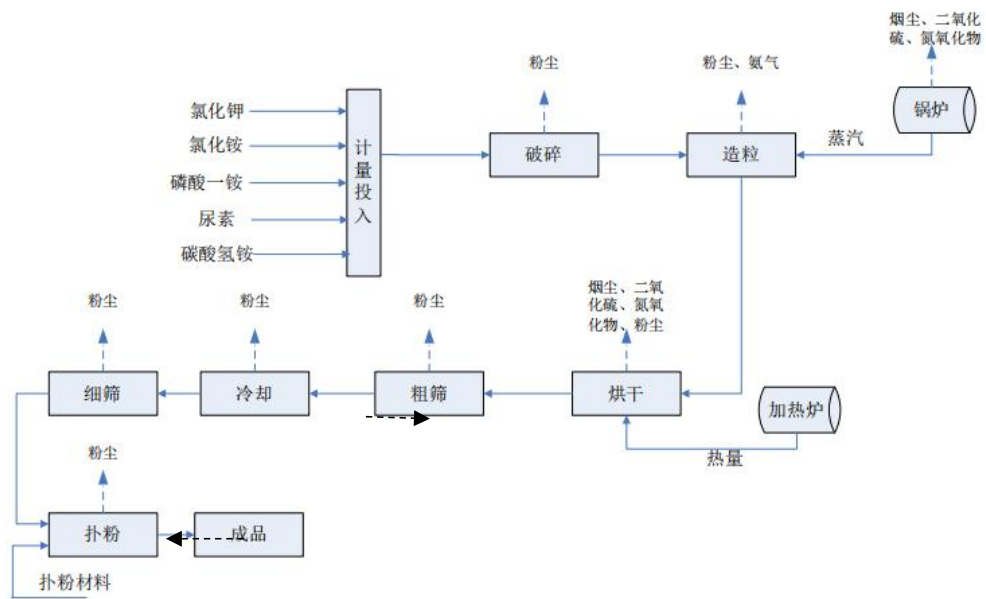 烟尘、二氧化
硫、氮氧化物
粉尘
粉尘、氨气
锅炉
氯化钾
氯化铵
磷酸一铵
尿素
碳酸氢铵
计量投入
破碎
造粒
蒸汽
粉尘
粉尘
粉尘
烟尘、二氧
化硫、氮氧
化物、粉尘
细筛
冷却
粗筛
烘干
加热炉
热量
粉尘
扑粉
成品
扑粉材料